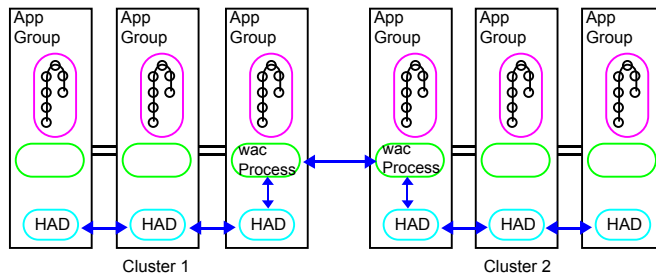 App
Group
App
Group
App
Group
App
Group
App
Group
App
Group
wac
Process
wac
Process
HAD
HAD
HAD
HAD
HAD
HAD
Cluster 1
Cluster 2